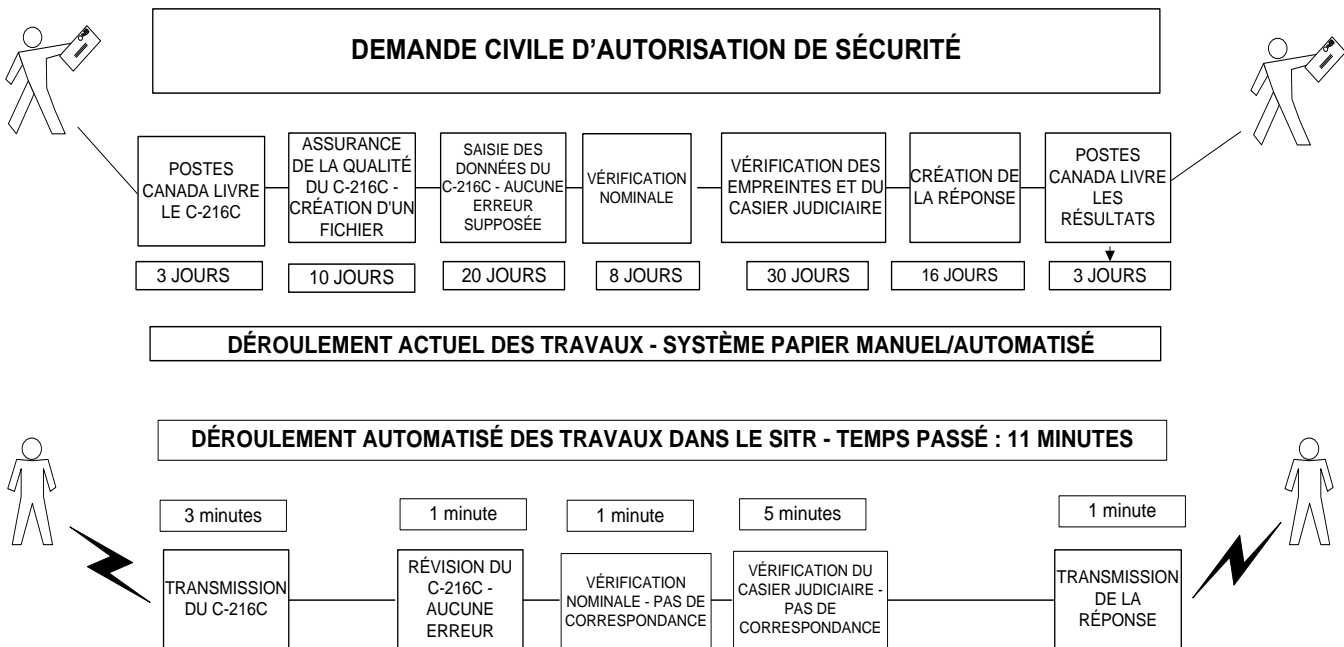 DEMANDE CIVILE D'AUTORISATION DE SÉCURITÉ
POSTES
CANADA LIVRE
LE C-216C
ASSURANCE
DE LA QUALITÉ
DU C-216C -
CRÉATION D'UN
FICHIER
SAISIE DES
DONNÉES DU
C-216C - AUCUNE
ERREUR
SUPPOSÉE
VÉRIFICATION
NOMINALE
VÉRIFICATION DES
EMPREINTES ET DU
CASIER JUDICIAIRE
CRÉATION DE
LA RÉPONSE
POSTES
CANADA LIVRE
LES
RÉSULTATS
3 JOURS
10 JOURS
20 JOURS
8 JOURS
30 JOURS
16 JOURS
3 JOURS
DÉROULEMENT ACTUEL DES TRAVAUX - SYSTÈME PAPIER MANUEL/AUTOMATISÉ
DÉROULEMENT AUTOMATISÉ DES TRAVAUX DANS LE SITR - TEMPS PASSÉ : 11 MINUTES
3 minutes
1 minute
1 minute
5 minutes
1 minute
TRANSMISSION
DU C-216C
RÉVISION DU
C-216C -
AUCUNE
ERREUR
VÉRIFICATION
NOMINALE - PAS DE
CORRESPONDANCE
VÉRIFICATION DU
CASIER JUDICIAIRE -
PAS DE
CORRESPONDANCE
TRANSMISSION
DE LA
RÉPONSE